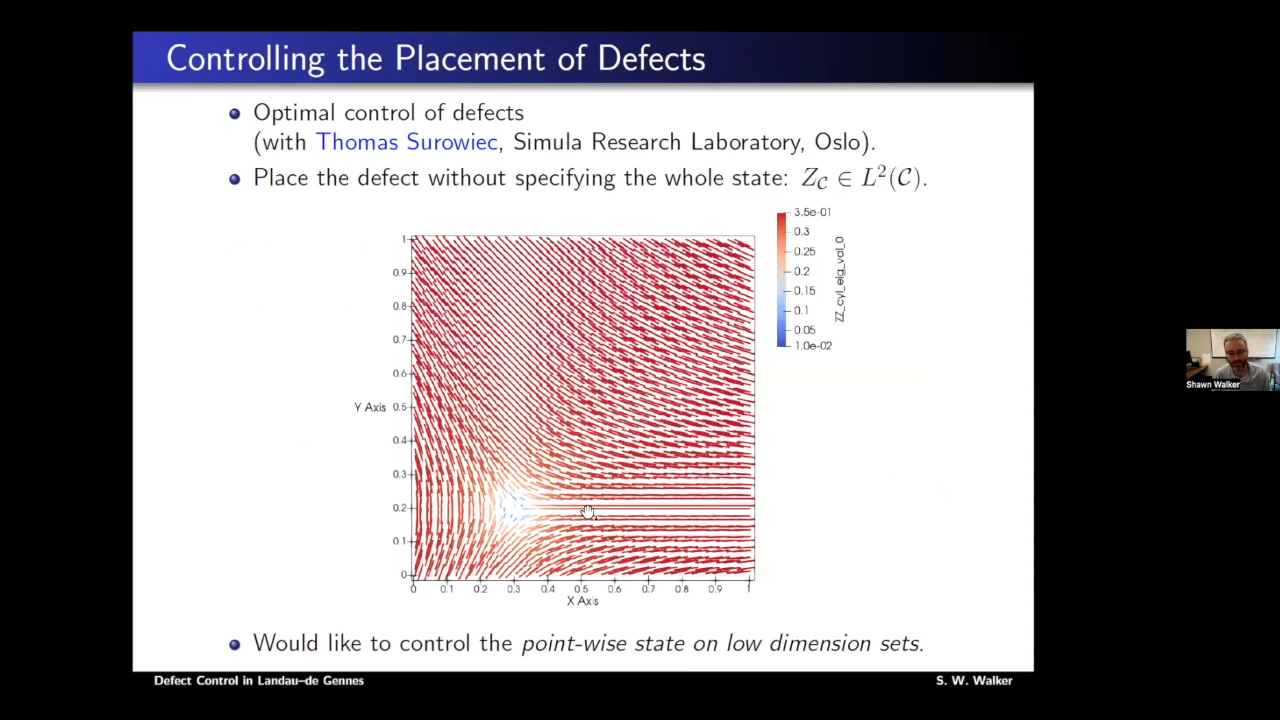 Controlling the Placement of Defects
Optimal control of defects
(with Thomas Surowiec, Simula Research Laboratory, Oslo).
Place the defect without specifying the whole state: Z_𝒞 ∈ L²(𝒞).
3.5e-01
0.3
0.25
0.2
0.15
0.1
0.05
1.0e-02
ZZ_cyl_eig_val_0
1
0.9
0.8
0.7
0.6
Y Axis 0.5
0.4
0.3
0.2
0.1
0
0 0.1 0.2 0.3 0.4 0.5 0.6 0.7 0.8 0.9 1
X Axis
Shawn Walker
Would like to control the point-wise state on low dimension sets.
Defect Control in Landau–de Gennes S. W. Walker